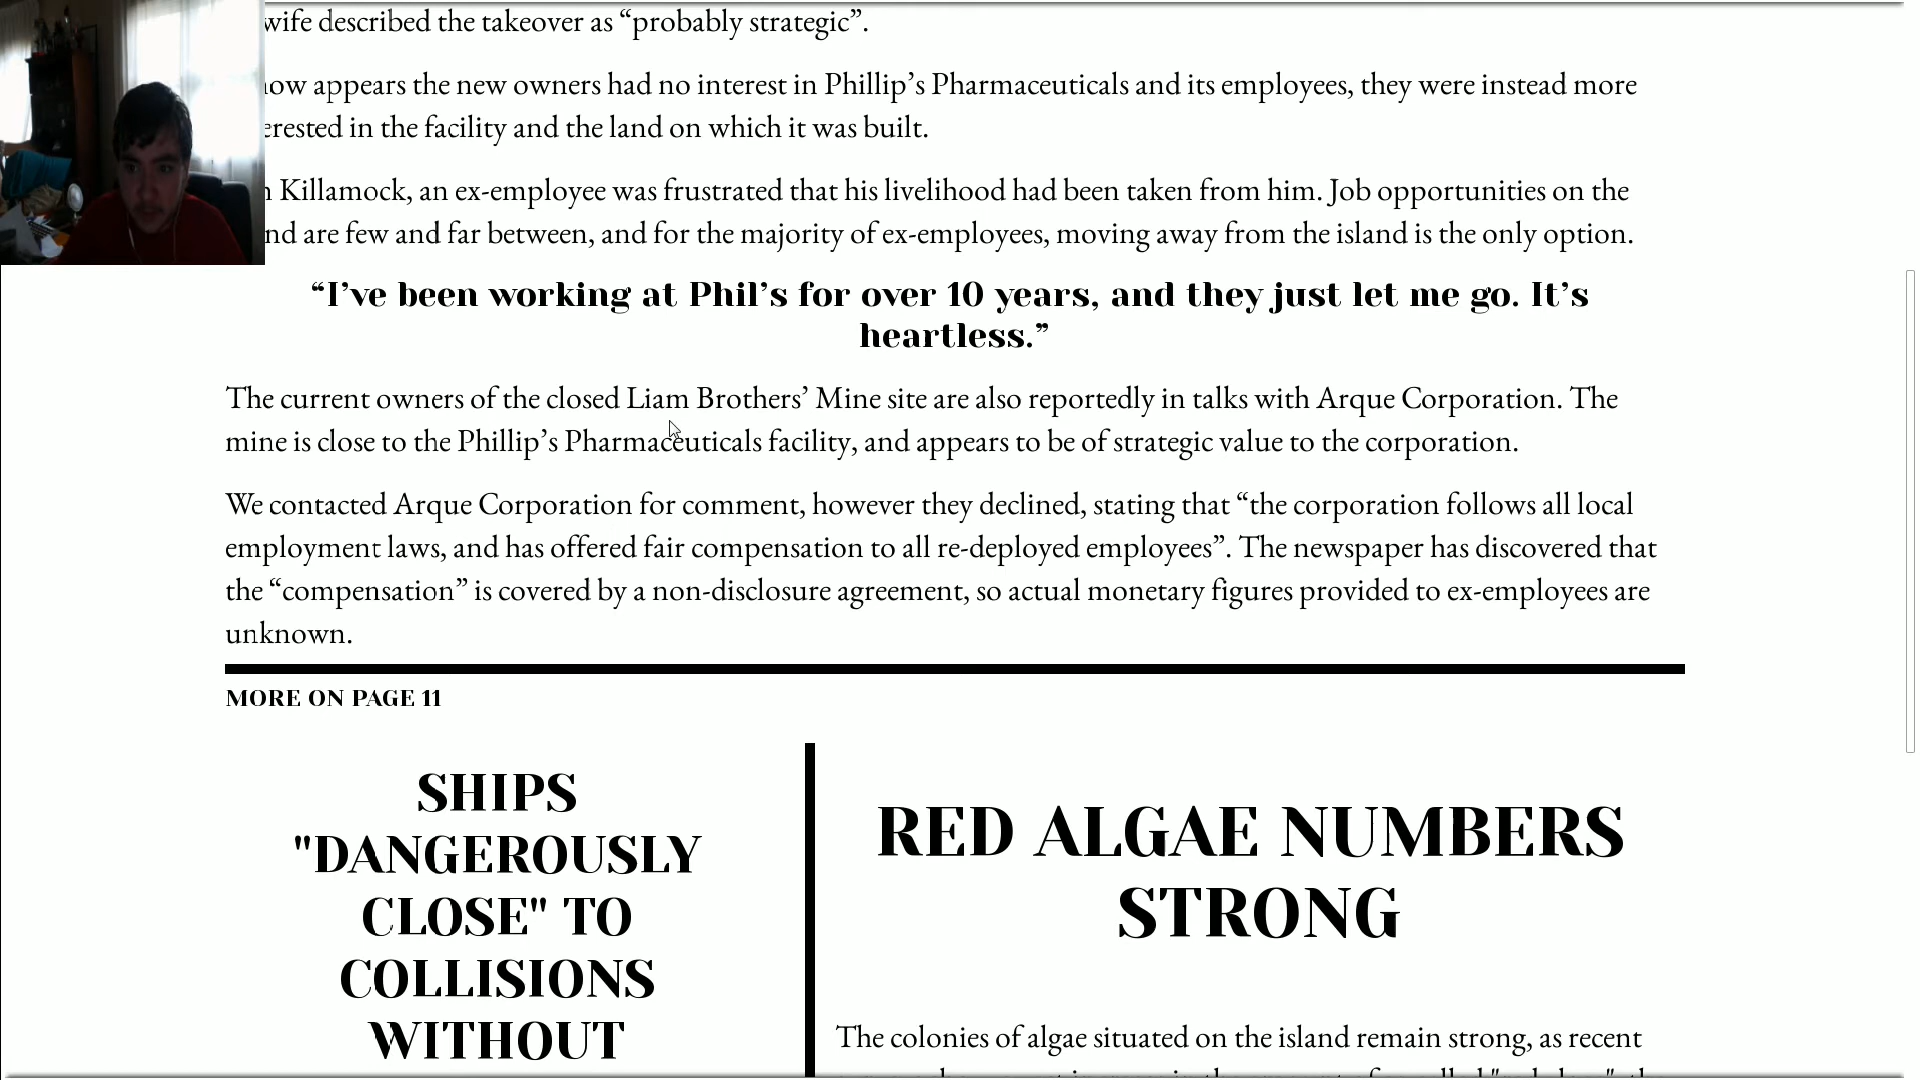 wife described the takeover as “probably strategic”.
now appears the new owners had no interest in Phillip’s Pharmaceuticals and its employees, they were instead more
erested in the facility and the land on which it was built.
Killamock, an ex-employee was frustrated that his livelihood had been taken from him. Job opportunities on the
nd are few and far between, and for the majority of ex-employees, moving away from the island is the only option.
“I’ve been working at Phil’s for over 10 years, and they just let me go. It’s
heartless.”
The current owners of the closed Liam Brothers’ Mine site are also reportedly in talks with Arque Corporation. The
mine is close to the Phillip’s Pharmaceuticals facility, and appears to be of strategic value to the corporation.
We contacted Arque Corporation for comment, however they declined, stating that “the corporation follows all local
employment laws, and has offered fair compensation to all re-deployed employees”. The newspaper has discovered that
the “compensation” is covered by a non-disclosure agreement, so actual monetary figures provided to ex-employees are
unknown.
MORE ON PAGE 11
SHIPS
"DANGEROUSLY
CLOSE" TO
COLLISIONS
WITHOUT
RED ALGAE NUMBERS
STRONG
The colonies of algae situated on the island remain strong, as recent